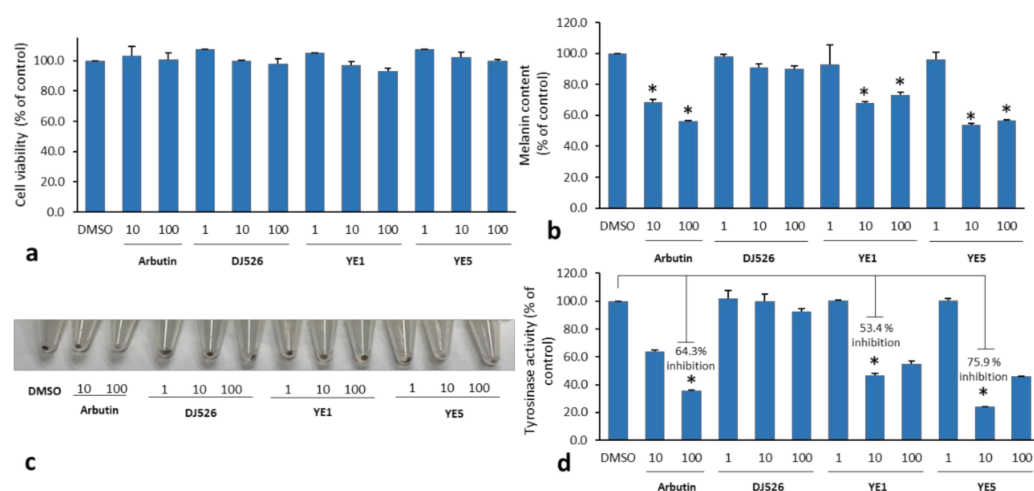 Cell viability (% of control)
120.0
100.0
80.0
60.0
40.0
20.0
0.0
DMSO 10 100 1 10 100 1 10 100 1 10 100
Arbutin DJ526 YE1 YE5
a
Melanin content
(% of control)
120.0
100.0
80.0
60.0
40.0
20.0
0.0
* * * * * *
DMSO 10 100 1 10 100 1 10 100 1 10 100
Arbutin DJ526 YE1 YE5
b
DMSO 10 100 1 10 100 1 10 100 1 10 100
Arbutin DJ526 YE1 YE5
c
Tyrosinase activity (% of
control)
120.0
100.0
80.0
60.0
40.0
20.0
0.0
64.3%
inhibition
*
53.4%
inhibition
*
75.9%
inhibition
*
DMSO 10 100 1 10 100 1 10 100 1 10 100
Arbutin DJ526 YE1 YE5
d